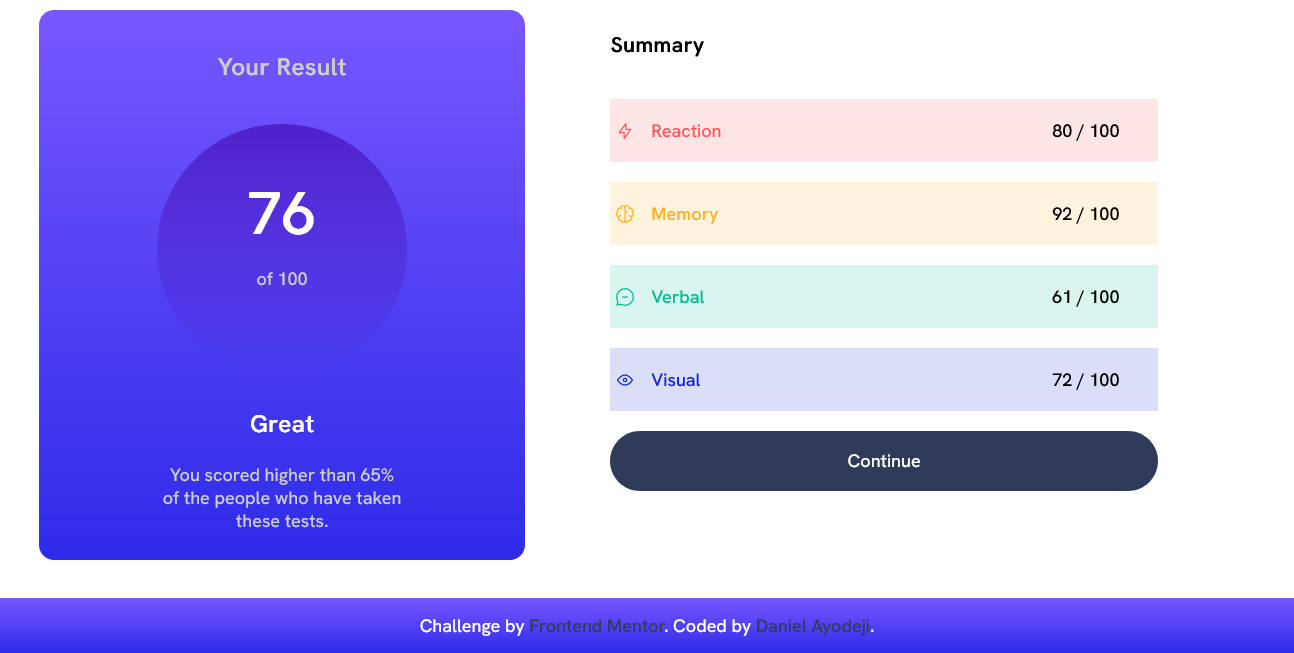 Your Result
76
of 100
Great
You scored higher than 65%
of the people who have taken
these tests.
Summary
Reaction 80 / 100
Memory 92 / 100
Verbal 61 / 100
Visual 72 / 100
Continue
Challenge by Frontend Mentor. Coded by Daniel Ayodeji.